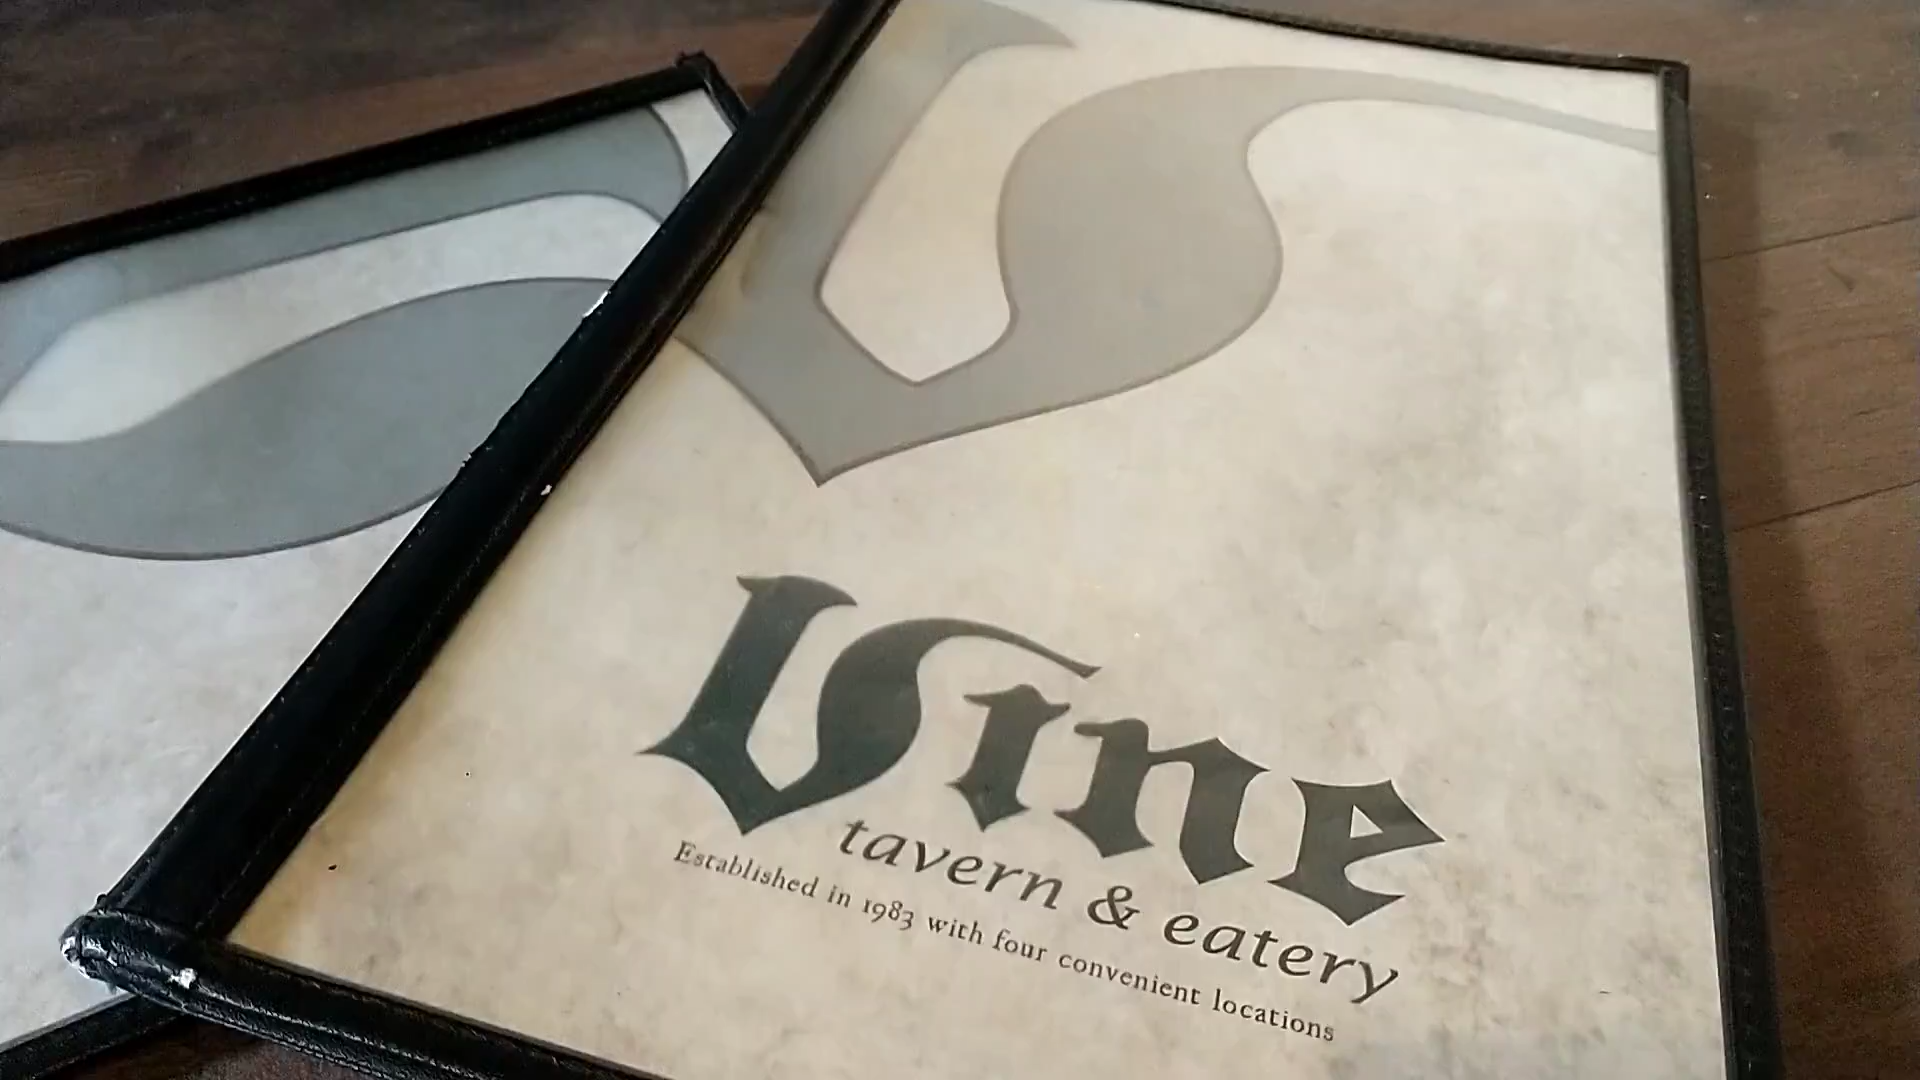 Vine
tavern & eatery
Established in 1983 with four convenient locations